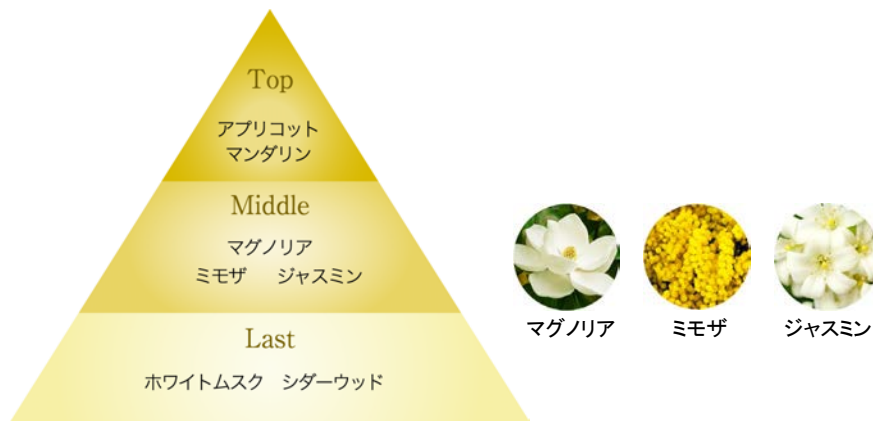 Top
アプリコット
マンダリン
Middle
マグノリア
ミモザ ジャスミン
Last
ホワイトムスク シダーウッド
マグノリア ミモザ ジャスミン